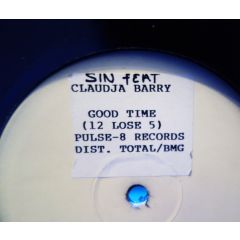 SIN FEAT
CLAUDJA BARRY
GOOD TIME
(12 LOSE 5)
PULSE-8 RECORDS
DIST. TOTAL/BMG